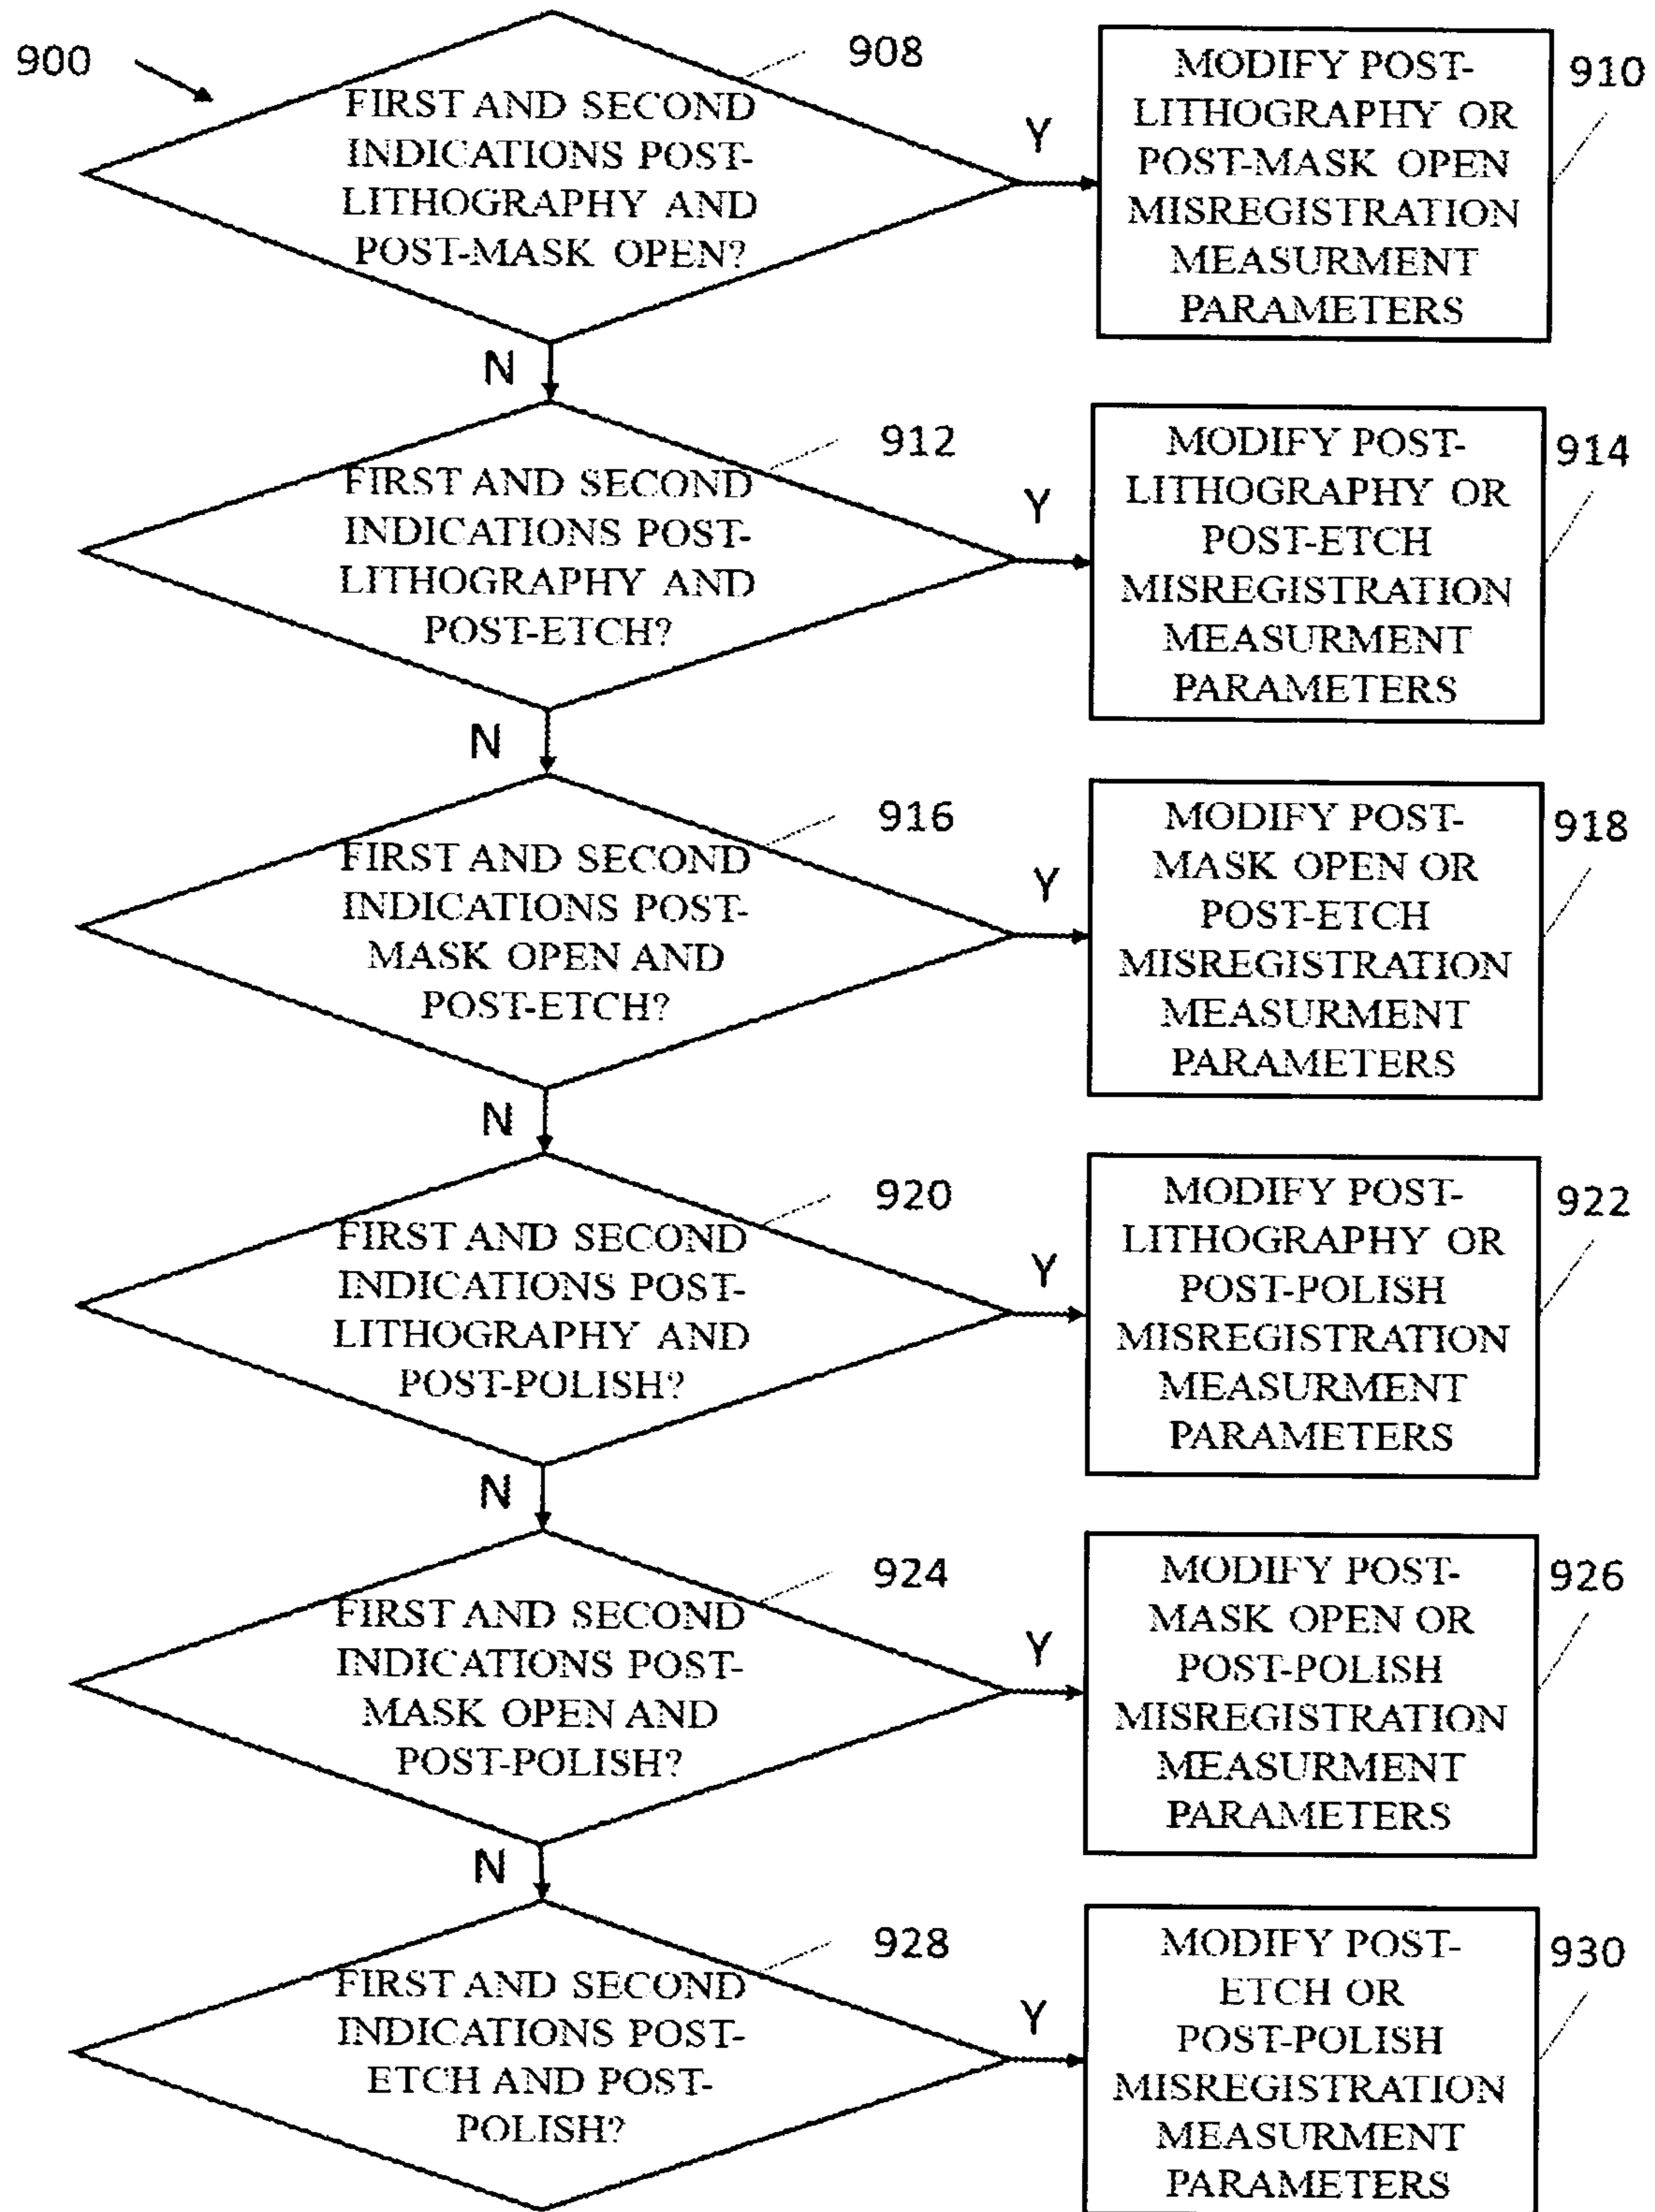 900
908
FIRST AND SECOND
INDICATIONS POST-
LITHOGRAPHY AND
POST-MASK OPEN?
Y
MODIFY POST-
LITHOGRAPHY OR
POST-MASK OPEN
MISREGISTRATION
MEASURMENT
PARAMETERS
910
N
912
FIRST AND SECOND
INDICATIONS POST-
LITHOGRAPHY AND
POST-ETCH?
Y
MODIFY POST-
LITHOGRAPHY OR
POST-ETCH
MISREGISTRATION
MEASURMENT
PARAMETERS
914
N
916
FIRST AND SECOND
INDICATIONS POST-
MASK OPEN AND
POST-ETCH?
Y
MODIFY POST-
MASK OPEN OR
POST-ETCH
MISREGISTRATION
MEASURMENT
PARAMETERS
918
N
920
FIRST AND SECOND
INDICATIONS POST-
LITHOGRAPHY AND
POST-POLISH?
Y
MODIFY POST-
LITHOGRAPHY OR
POST-POLISH
MISREGISTRATION
MEASURMENT
PARAMETERS
922
N
924
FIRST AND SECOND
INDICATIONS POST-
MASK OPEN AND
POST-POLISH?
Y
MODIFY POST-
MASK OPEN OR
POST-POLISH
MISREGISTRATION
MEASURMENT
PARAMETERS
926
N
928
FIRST AND SECOND
INDICATIONS POST-
ETCH AND POST-
POLISH?
Y
MODIFY POST-
ETCH OR
POST-POLISH
MISREGISTRATION
MEASURMENT
PARAMETERS
930